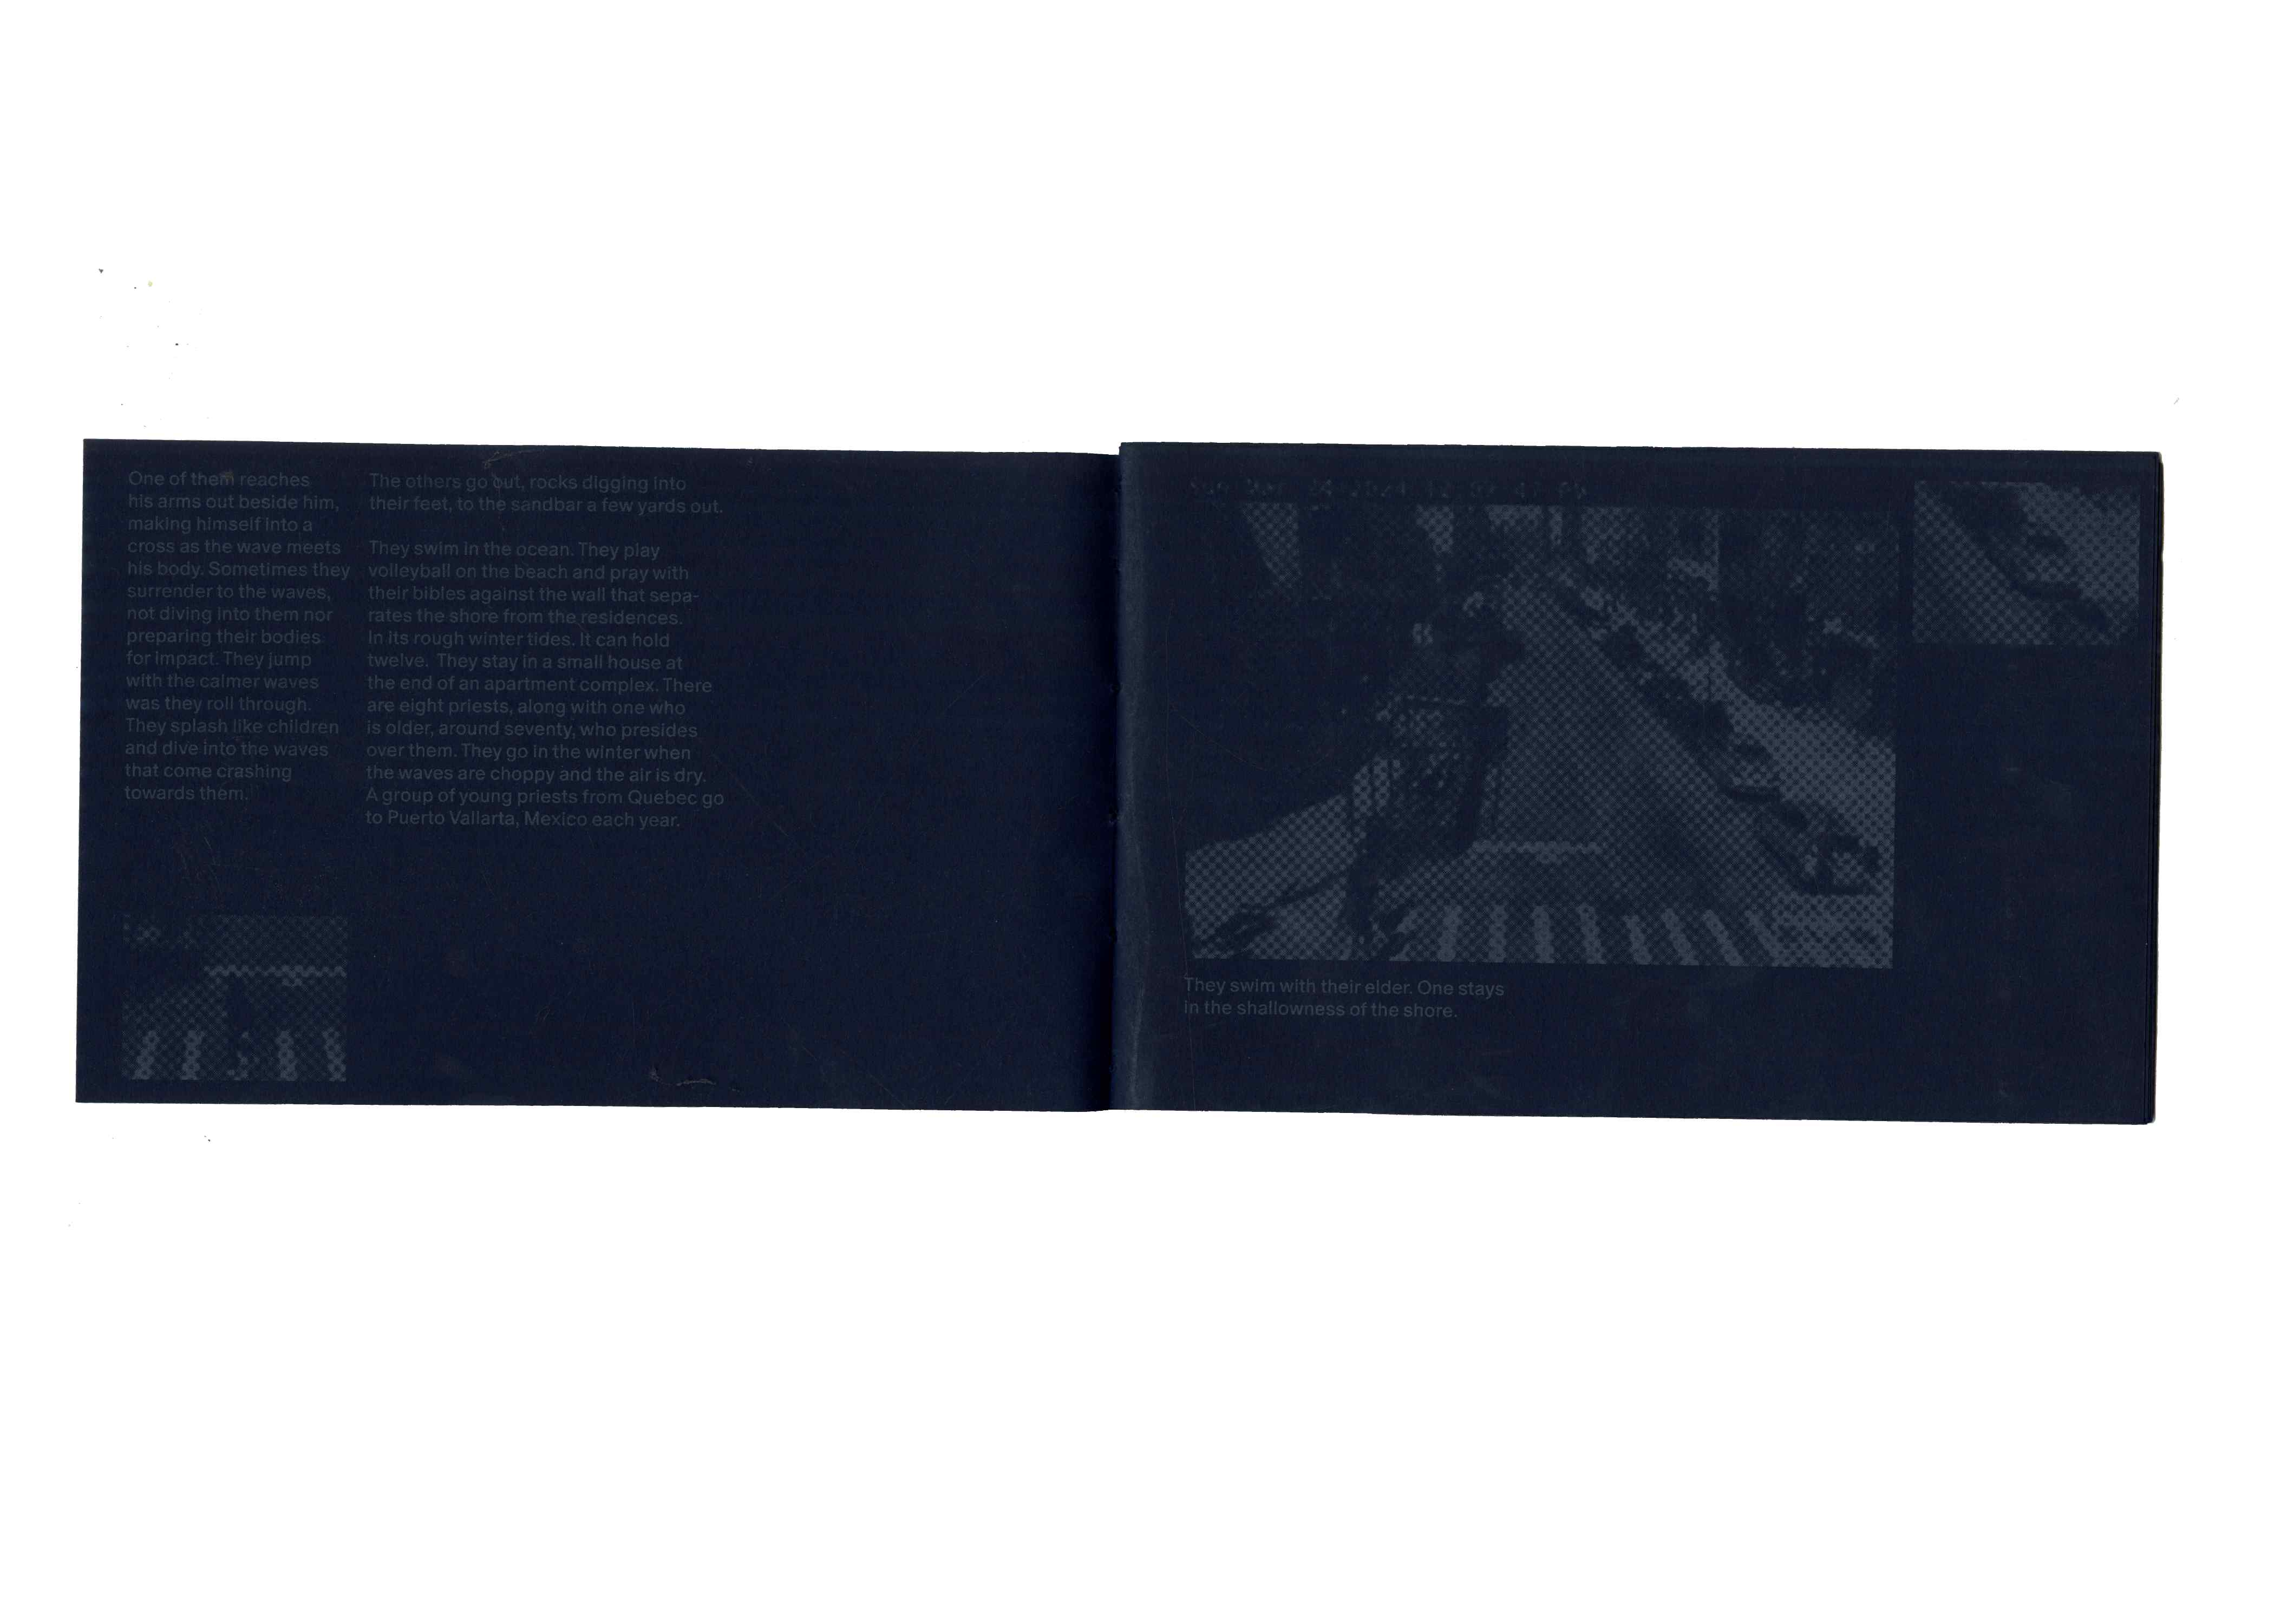 One of them reaches
his arms out beside him,
making himself into a
cross as the wave meets
his body. Sometimes they
surrender to the waves,
not diving into them nor
preparing their bodies
for impact. They jump
with the calmer waves
was they roll through.
They splash like children
and dive into the waves
that come crashing
towards them.
The others go out, rocks digging into
their feet, to the sandbar a few yards out.
They swim in the ocean. They play
volleyball on the beach and pray with
their bibles against the wall that sepa-
rates the shore from the residences.
In its rough winter tides. It can hold
twelve. They stay in a small house at
the end of an apartment complex. There
are eight priests, along with one who
is older, around seventy, who presides
over them. They go in the winter when
the waves are choppy and the air is dry.
A group of young priests from Quebec go
to Puerto Vallarta, Mexico each year.
Sun Mar 24 2024
They swim with their elder. One stays
in the shallowness of the shore.